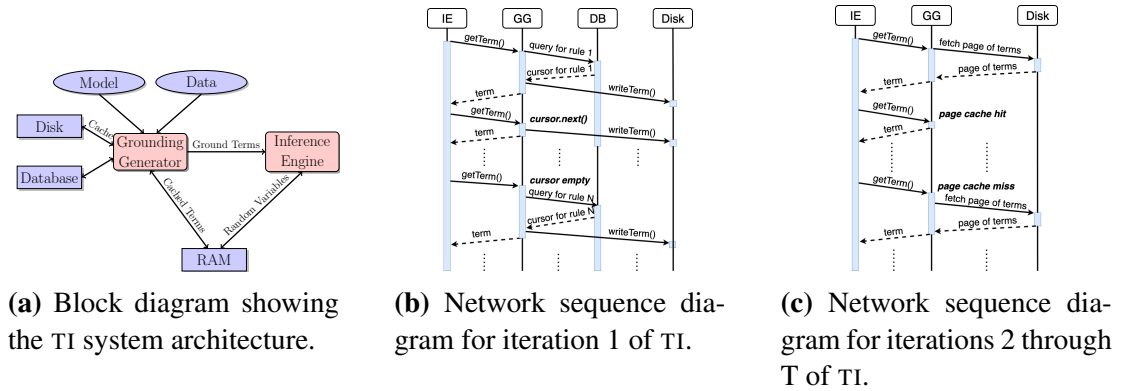 Model
Data
Disk
Cache
Grounding
Generator
Ground Terms
Inference
Engine
Database
Cached Terms
Random Variables
RAM
(a) Block diagram showing
the TI system architecture.
IE GG DB Disk
getTerm()
query for rule 1
cursor for rule 1
term
writeTerm()
getTerm()
cursor.next()
term
writeTerm()
getTerm()
cursor empty
query for rule N
cursor for rule N
term
writeTerm()
(b) Network sequence dia-
gram for iteration 1 of TI.
IE GG Disk
getTerm()
fetch page of terms
page of terms
term
getTerm()
page cache hit
term
getTerm()
page cache miss
fetch page of terms
page of terms
term
(c) Network sequence dia-
gram for iterations 2 through
T of TI.